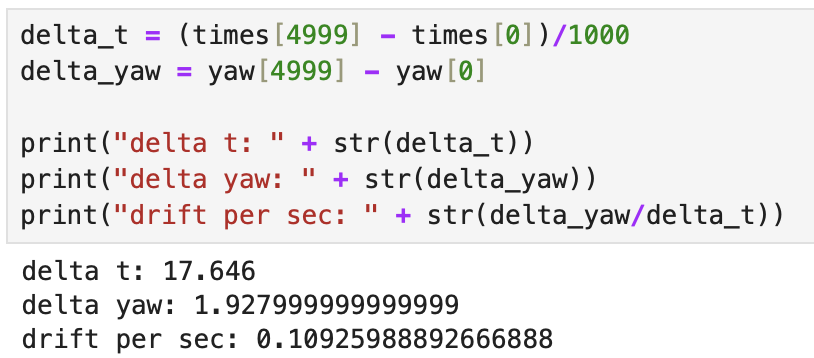 delta_t = (times[4999] - times[0])/1000
delta_yaw = yaw[4999] - yaw[0]
print("delta t: " + str(delta_t))
print("delta yaw: " + str(delta_yaw))
print("drift per sec: " + str(delta_yaw/delta_t))
delta t: 17.646
delta yaw: 1.927999999999999
drift per sec: 0.10925988892666888